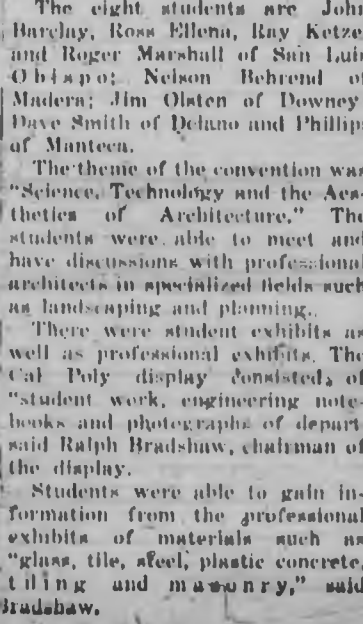 The eight students are John
Barclay, Ross Ellena, Ray Ketze
and Roger Marshall of San Luis
Obispo; Nelson Behrend of
Madera; Jim Olsten of Downey
Dave Smith of Delano and Phillip
of Manteca.
The theme of the convention was
"Science, Technology and the Aes-
thetics of Architecture." The
students were able to meet and
have discussions with professional
architects in specialized fields such
as landscaping and planning.
There were student exhibits as
well as professional exhibits. The
Cal Poly display consisted of
"student work, engineering note-
books and photographs of depart
said Ralph Bradshaw, chairman of
the display.
Students were able to gain in-
formation from the professional
exhibits of materials such as
"glass, tile, steel, plastic concrete,
tiling and masonry," said
Bradshaw.